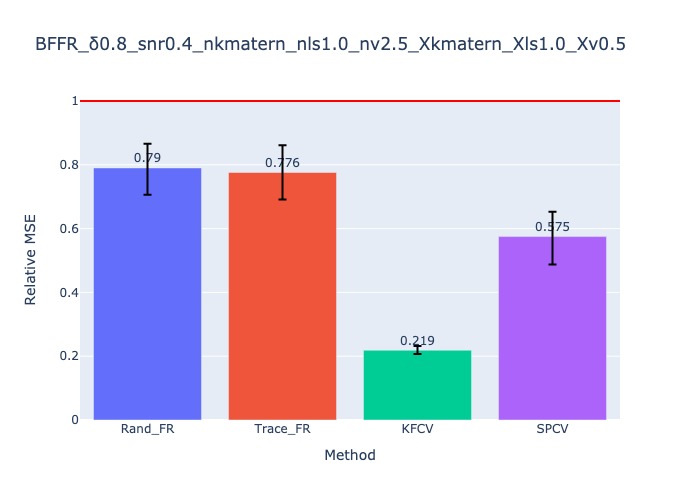 BFFR_δ0.8_snr0.4_nkmatern_nls1.0_nv2.5_Xkmatern_Xls1.0_Xv0.5
1
0.8
0.6
0.4
0.2
0
Relative MSE
0.79
0.776
0.219
0.575
Rand_FR
Trace_FR
KFCV
SPCV
Method